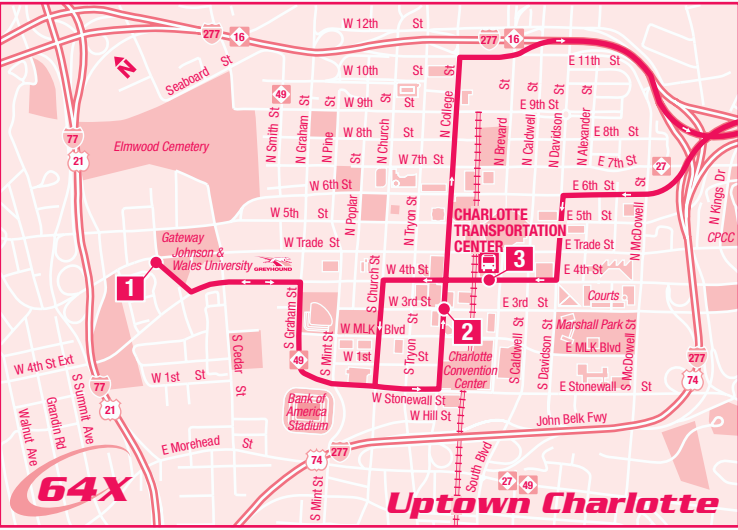 W 12th St
277
16
277
16
E 11th St
N
Seaboard St
W 10th St
49
W 9th St
E 9th St
W 8th St
E 8th St
W 7th St
E 7th St
27
W 6th St
E 6th St
W 5th St
E 5th St
W Trade St
E Trade St
W 4th St
E 4th St
W 3rd St
E 3rd St
W MLK Blvd
E MLK Blvd
W 1st St
W Stonewall St
E Stonewall St
W Hill St
N Smith St
N Graham St
N Pine St
N Poplar St
N Church St
N Tryon St
N College St
N Brevard St
N Caldwell St
N Davidson St
N Alexander St
N McDowell St
N Kings Dr
CPCC
77
21
Elmwood Cemetery
Gateway
Johnson &
Wales University
GREYHOUND
CHARLOTTE
TRANSPORTATION
CENTER
1
2
3
Courts
Marshall Park
Charlotte
Convention
Center
Bank of
America
Stadium
S Graham St
S Mint St
S Church St
S Tryon St
S Caldwell St
S Davidson St
S McDowell St
S Cedar St
49
W 4th St Ext
W 1st St
S Summit Ave
Grandin Rd
Walnut Ave
77
21
E Morehead St
74
277
S Mint St
South Blvd
27
49
John Belk Fwy
277
74
64X
Uptown Charlotte